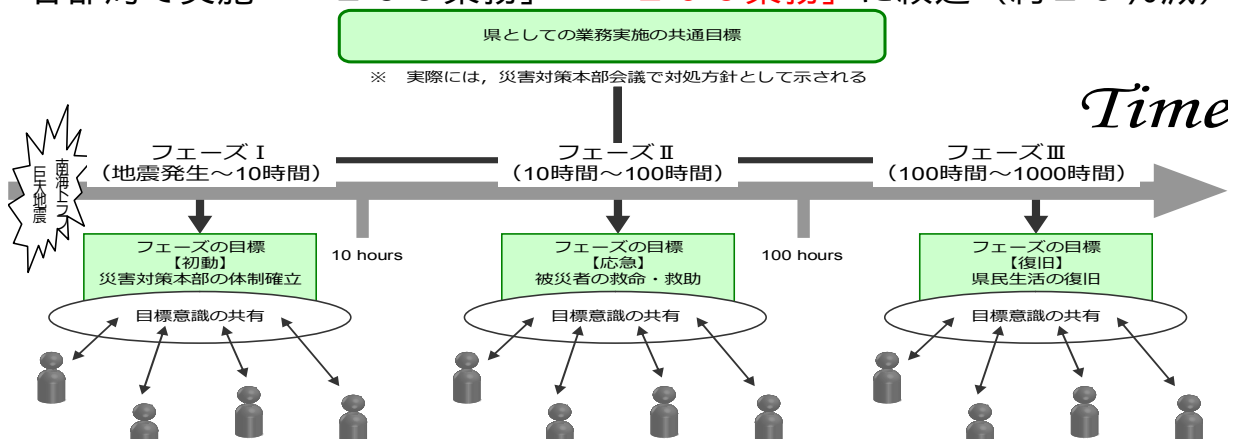 県としての業務実施の共通目標
※ 実際には，災害対策本部会議で対処方針として示される
Time
南海トラフ
巨大地震
フェーズⅠ
（地震発生～10時間）
フェーズⅡ
（10時間～100時間）
フェーズⅢ
（100時間～1000時間）
10 hours
100 hours
フェーズの目標
【初動】
災害対策本部の体制確立
フェーズの目標
【応急】
被災者の救命・救助
フェーズの目標
【復旧】
県民生活の復旧
目標意識の共有
目標意識の共有
目標意識の共有